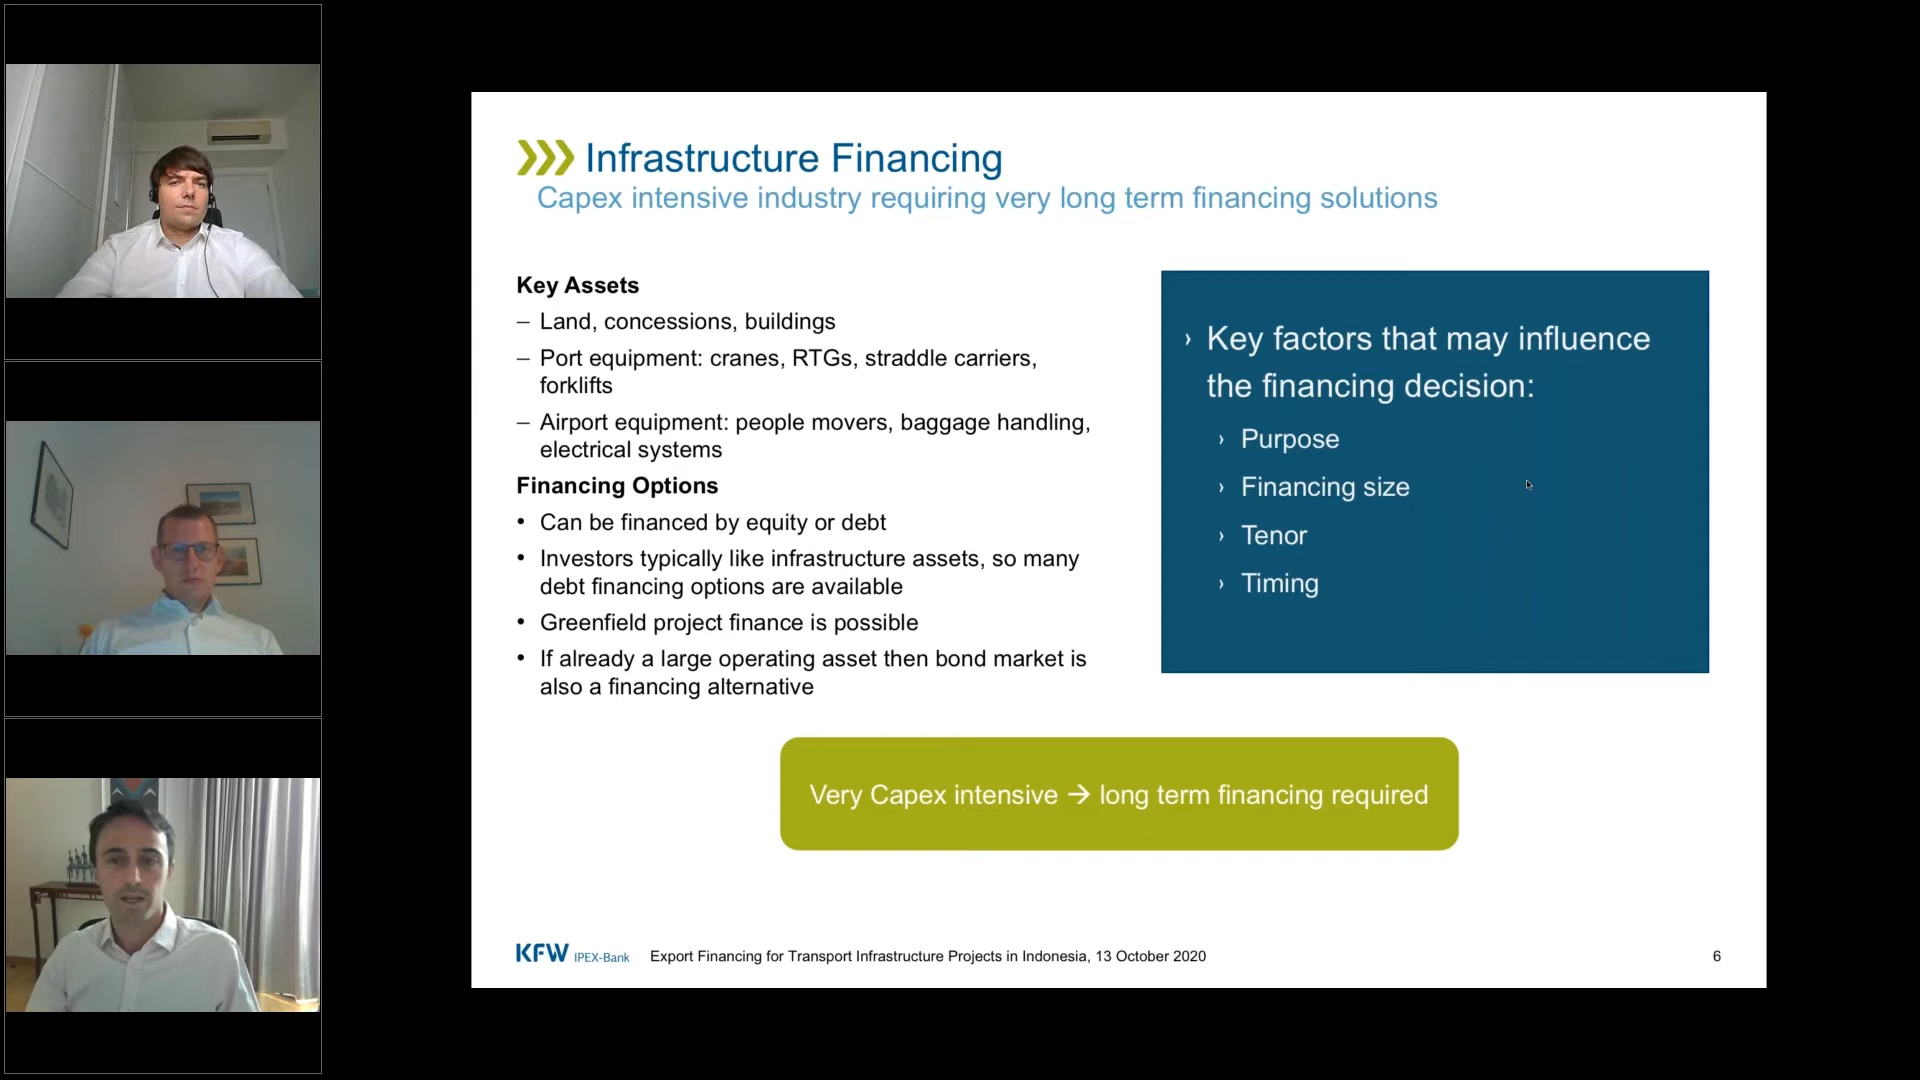 Infrastructure Financing
Capex intensive industry requiring very long term financing solutions
Key Assets
– Land, concessions, buildings
– Port equipment: cranes, RTGs, straddle carriers,
forklifts
– Airport equipment: people movers, baggage handling,
electrical systems
Financing Options
• Can be financed by equity or debt
• Investors typically like infrastructure assets, so many
debt financing options are available
• Greenfield project finance is possible
• If already a large operating asset then bond market is
also a financing alternative
› Key factors that may influence
the financing decision:
› Purpose
› Financing size
› Tenor
› Timing
Very Capex intensive → long term financing required
KFW IPEX-Bank Export Financing for Transport Infrastructure Projects in Indonesia, 13 October 2020 6